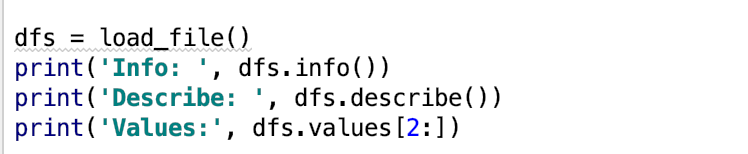 dfs = load_file()
print('Info: ', dfs.info())
print('Describe: ', dfs.describe())
print('Values:', dfs.values[2:])